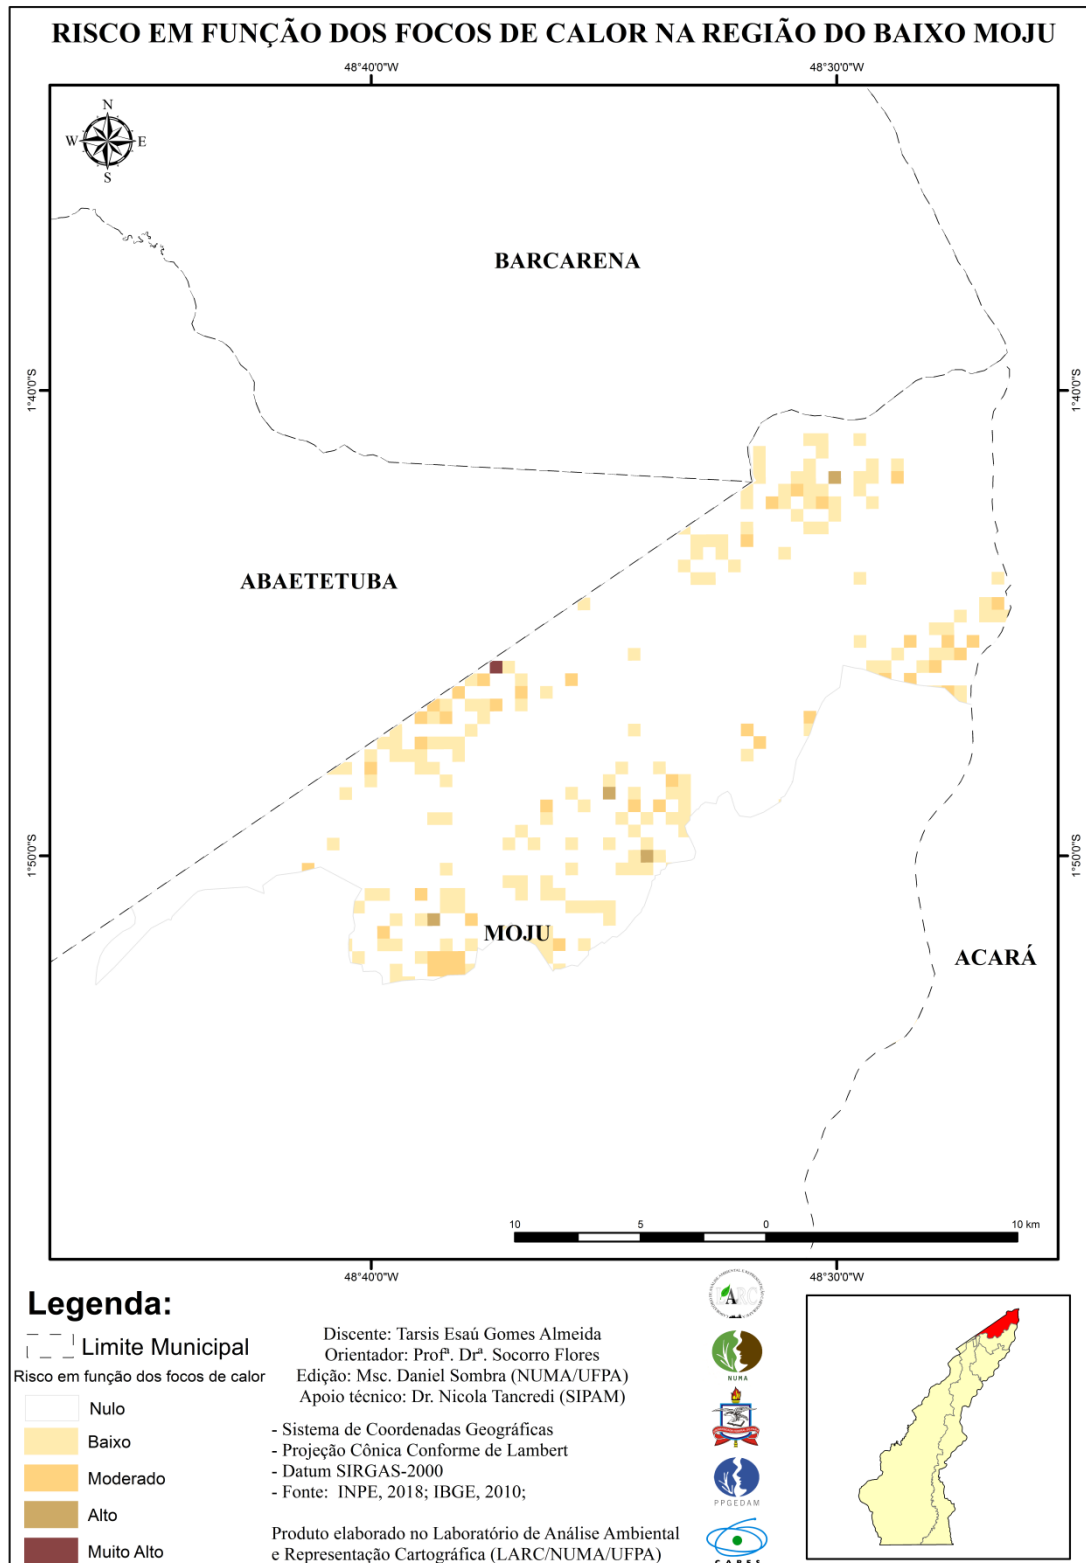 RISCO EM FUNÇÃO DOS FOCOS DE CALOR NA REGIÃO DO BAIXO MOJU
48°40'0"W
48°30'0"W
N
W
E
S
BARCARENA
1°40'0"S
1°40'0"S
ABAETETUBA
1°50'0"S
1°50'0"S
MOJU
ACARÁ
10
5
0
10 km
48°40'0"W
48°30'0"W
Legenda:
Limite Municipal
Risco em função dos focos de calor
Nulo
Baixo
Moderado
Alto
Muito Alto
Discente: Tarsis Esaú Gomes Almeida
Orientador: Profª. Drª. Socorro Flores
Edição: Msc. Daniel Sombra (NUMA/UFPA)
Apoio técnico: Dr. Nicola Tancredi (SIPAM)
- Sistema de Coordenadas Geográficas
- Projeção Cônica Conforme de Lambert
- Datum SIRGAS-2000
- Fonte: INPE, 2018; IBGE, 2010;
Produto elaborado no Laboratório de Análise Ambiental
e Representação Cartográfica (LARC/NUMA/UFPA)
LARC
NUMA
PPGEDAM
CAPES